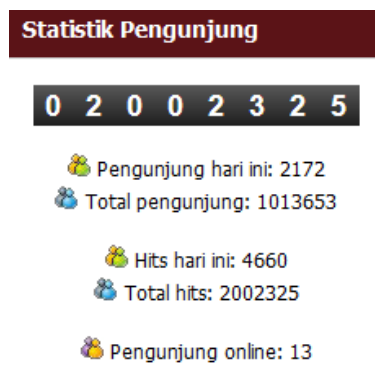 Statistik Pengunjung
0 2 0 0 2 3 2 5
Pengunjung hari ini: 2172
Total pengunjung: 1013653
Hits hari ini: 4660
Total hits: 2002325
Pengunjung online: 13